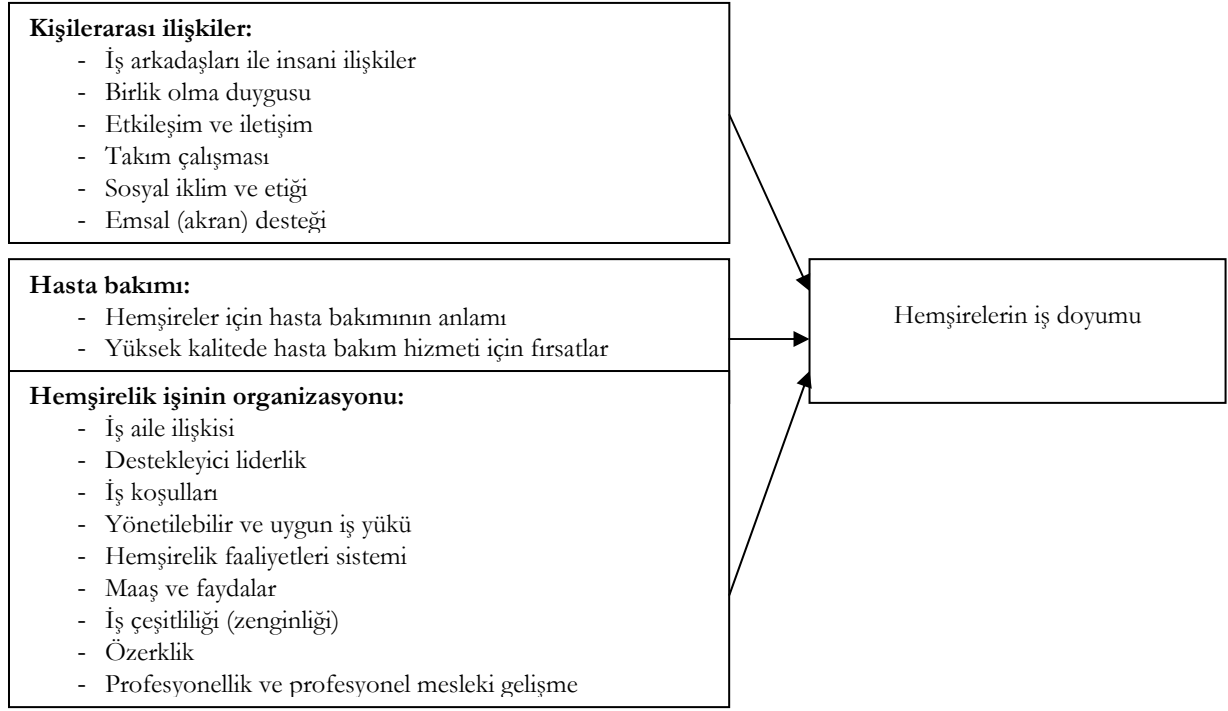 Kişilerarası ilişkiler:
- İş arkadaşları ile insani ilişkiler
- Birlik olma duygusu
- Etkileşim ve iletişim
- Takım çalışması
- Sosyal iklim ve etiği
- Emsal (akran) desteği
Hasta bakımı:
- Hemşireler için hasta bakımının anlamı
- Yüksek kalitede hasta bakım hizmeti için fırsatlar
Hemşirelerin iş doyumu
Hemşirelik işinin organizasyonu:
- İş aile ilişkisi
- Destekleyici liderlik
- İş koşulları
- Yönetilebilir ve uygun iş yükü
- Hemşirelik faaliyetleri sistemi
- Maaş ve faydalar
- İş çeşitliliği (zenginliği)
- Özerklik
- Profesyonellik ve profesyonel mesleki gelişme